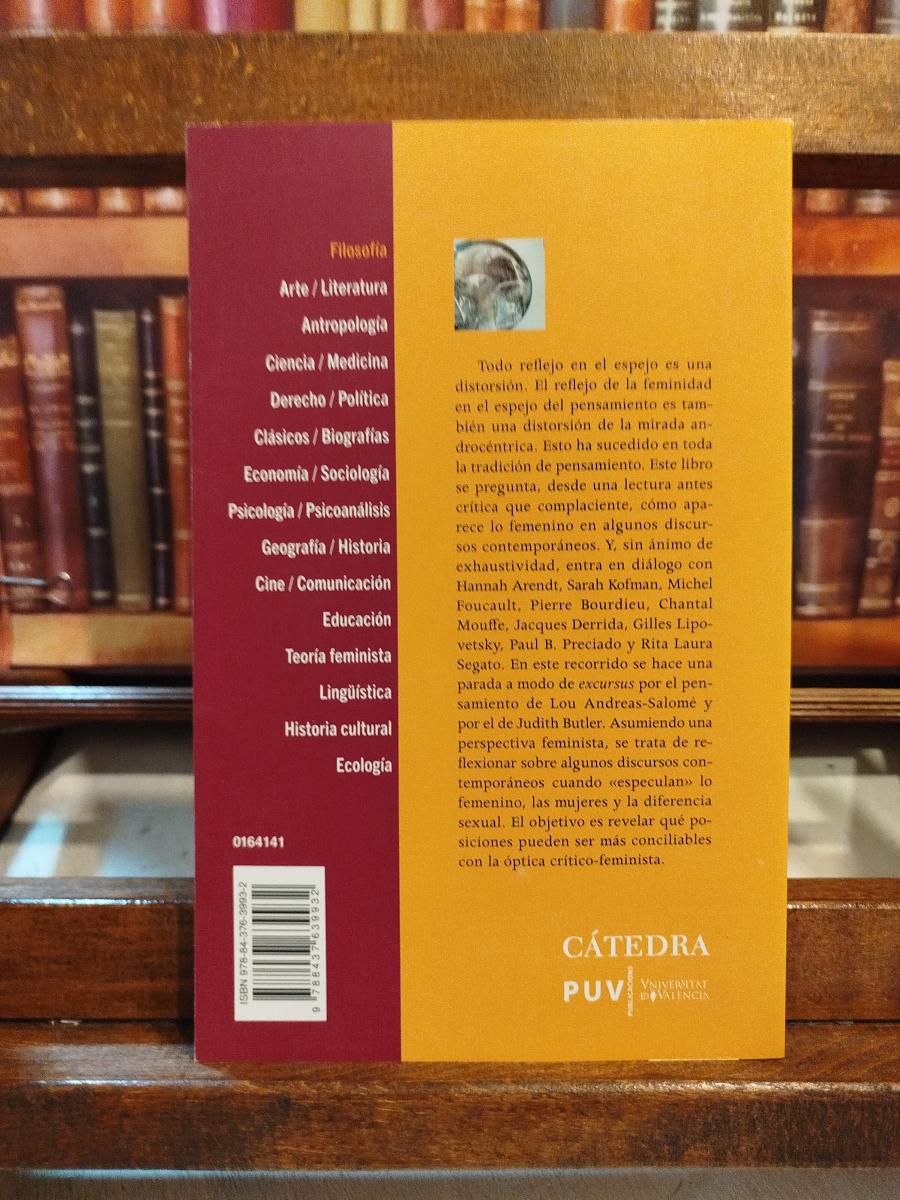 Filosofía
Arte / Literatura
Antropología
Ciencia / Medicina
Derecho / Política
Clásicos / Biografías
Economía / Sociología
Psicología / Psicoanálisis
Geografía / Historia
Cine / Comunicación
Educación
Teoría feminista
Lingüística
Historia cultural
Ecología
0164141
ISBN 978-84-376-3993-2
9 788437 639932
Todo reflejo en el espejo es una
distorsión. El reflejo de la feminidad
en el espejo del pensamiento es tam-
bién una distorsión de la mirada an-
drocéntrica. Esto ha sucedido en toda
la tradición de pensamiento. Este libro
se pregunta, desde una lectura antes
crítica que complaciente, cómo apa-
rece lo femenino en algunos discur-
sos contemporáneos. Y, sin ánimo de
exhaustividad, entra en diálogo con
Hannah Arendt, Sarah Kofman, Michel
Foucault, Pierre Bourdieu, Chantal
Mouffe, Jacques Derrida, Gilles Lipo-
vetsky, Paul B. Preciado y Rita Laura
Segato. En este recorrido se hace una
parada a modo de excursus por el pen-
samiento de Lou Andreas-Salomé y
por el de Judith Butler. Asumiendo una
perspectiva feminista, se trata de re-
flexionar sobre algunos discursos con-
temporáneos cuando «especulan» lo
femenino, las mujeres y la diferencia
sexual. El objetivo es revelar qué po-
siciones pueden ser más conciliables
con la óptica crítico-feminista.
CÁTEDRA
PUV
PUBLICACIONS
VNIVERSITAT
ID VALÈNCIA